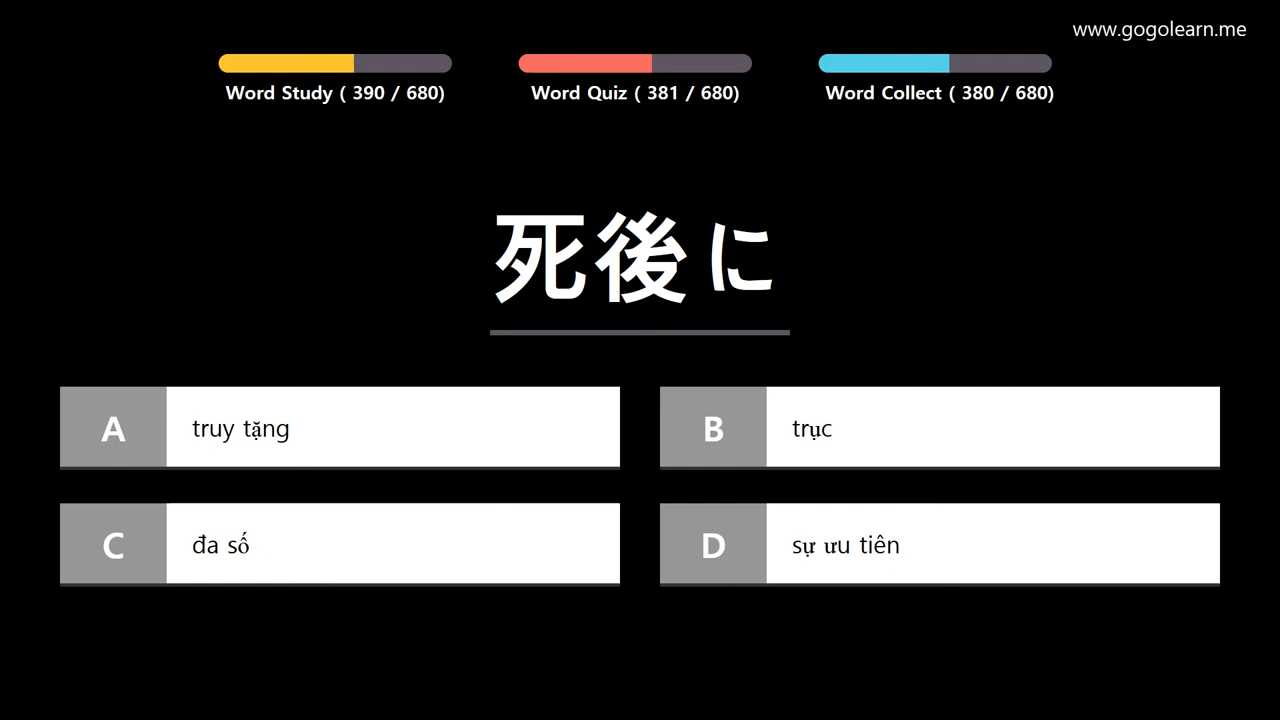 www.gogolearn.me
Word Study ( 390 / 680)
Word Quiz ( 381 / 680)
Word Collect ( 380 / 680)
死後に
A truy tặng
B trục
C đa số
D sự ưu tiên